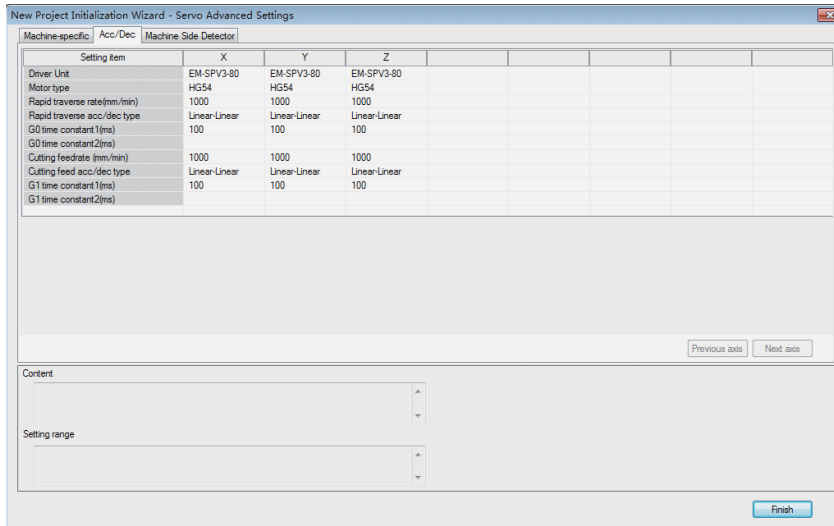 New Project Initialization Wizard - Servo Advanced Settings
Machine-specific Acc/Dec Machine Side Detector
Setting item X Y Z
Driver Unit EM-SPV3-80 EM-SPV3-80 EM-SPV3-80
Motor type HG54 HG54 HG54
Rapid traverse rate(mm/min) 1000 1000 1000
Rapid traverse acc/dec type Linear-Linear Linear-Linear Linear-Linear
G0 time constant1(ms) 100 100 100
G0 time constant2(ms)
Cutting feedrate (mm/min) 1000 1000 1000
Cutting feed acc/dec type Linear-Linear Linear-Linear Linear-Linear
G1 time constant1(ms) 100 100 100
G1 time constant2(ms)
Previous axis Next axis
Content
Setting range
Finish